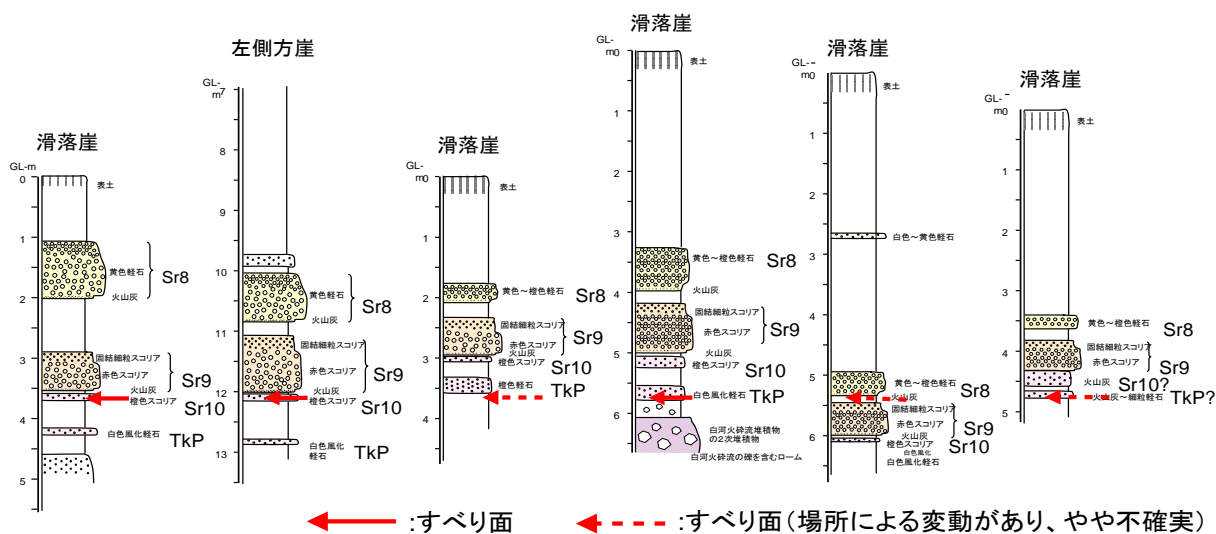 滑落崖
GL-m
0
1
2
3
4
5
表土
黄色軽石
火山灰
Sr8
固結細粒スコリア
赤色スコリア
火山灰
橙色スコリア
Sr9
Sr10
白色風化軽石
TkP
左側方崖
GL-
m7
8
9
10
11
12
13
黄色軽石
火山灰
Sr8
固結細粒スコリア
赤色スコリア
火山灰
橙色スコリア
Sr9
Sr10
白色風化
軽石
TkP
滑落崖
GL-
m0
1
2
3
4
表土
黄色～橙色軽石
Sr8
固結細粒スコリア
赤色スコリア
火山灰
橙色スコリア
Sr9
Sr10
橙色軽石
TkP
滑落崖
GL-
m0
1
2
3
4
5
6
表土
黄色～橙色軽石
火山灰
Sr8
固結細粒スコリア
赤色スコリア
火山灰
橙色スコリア
Sr9
Sr10
白色風化軽石
TkP
白河火砕流堆積物
の2次堆積物
白河火砕流の礫を含むローム
滑落崖
GL-
m0
1
2
3
4
5
6
表土
白色～黄色軽石
黄色～橙色軽石
火山灰
Sr8
固結細粒スコリア
赤色スコリア
火山灰
橙色スコリア
Sr9
Sr10
白色風化
白色風化軽石
滑落崖
GL-
m0
1
2
3
4
5
表土
黄色～橙色軽石
Sr8
固結細粒スコリア
赤色スコリア
Sr9
火山灰
Sr10?
火山灰～細粒軽石
TkP?
:すべり面
:すべり面(場所による変動があり、やや不確実)